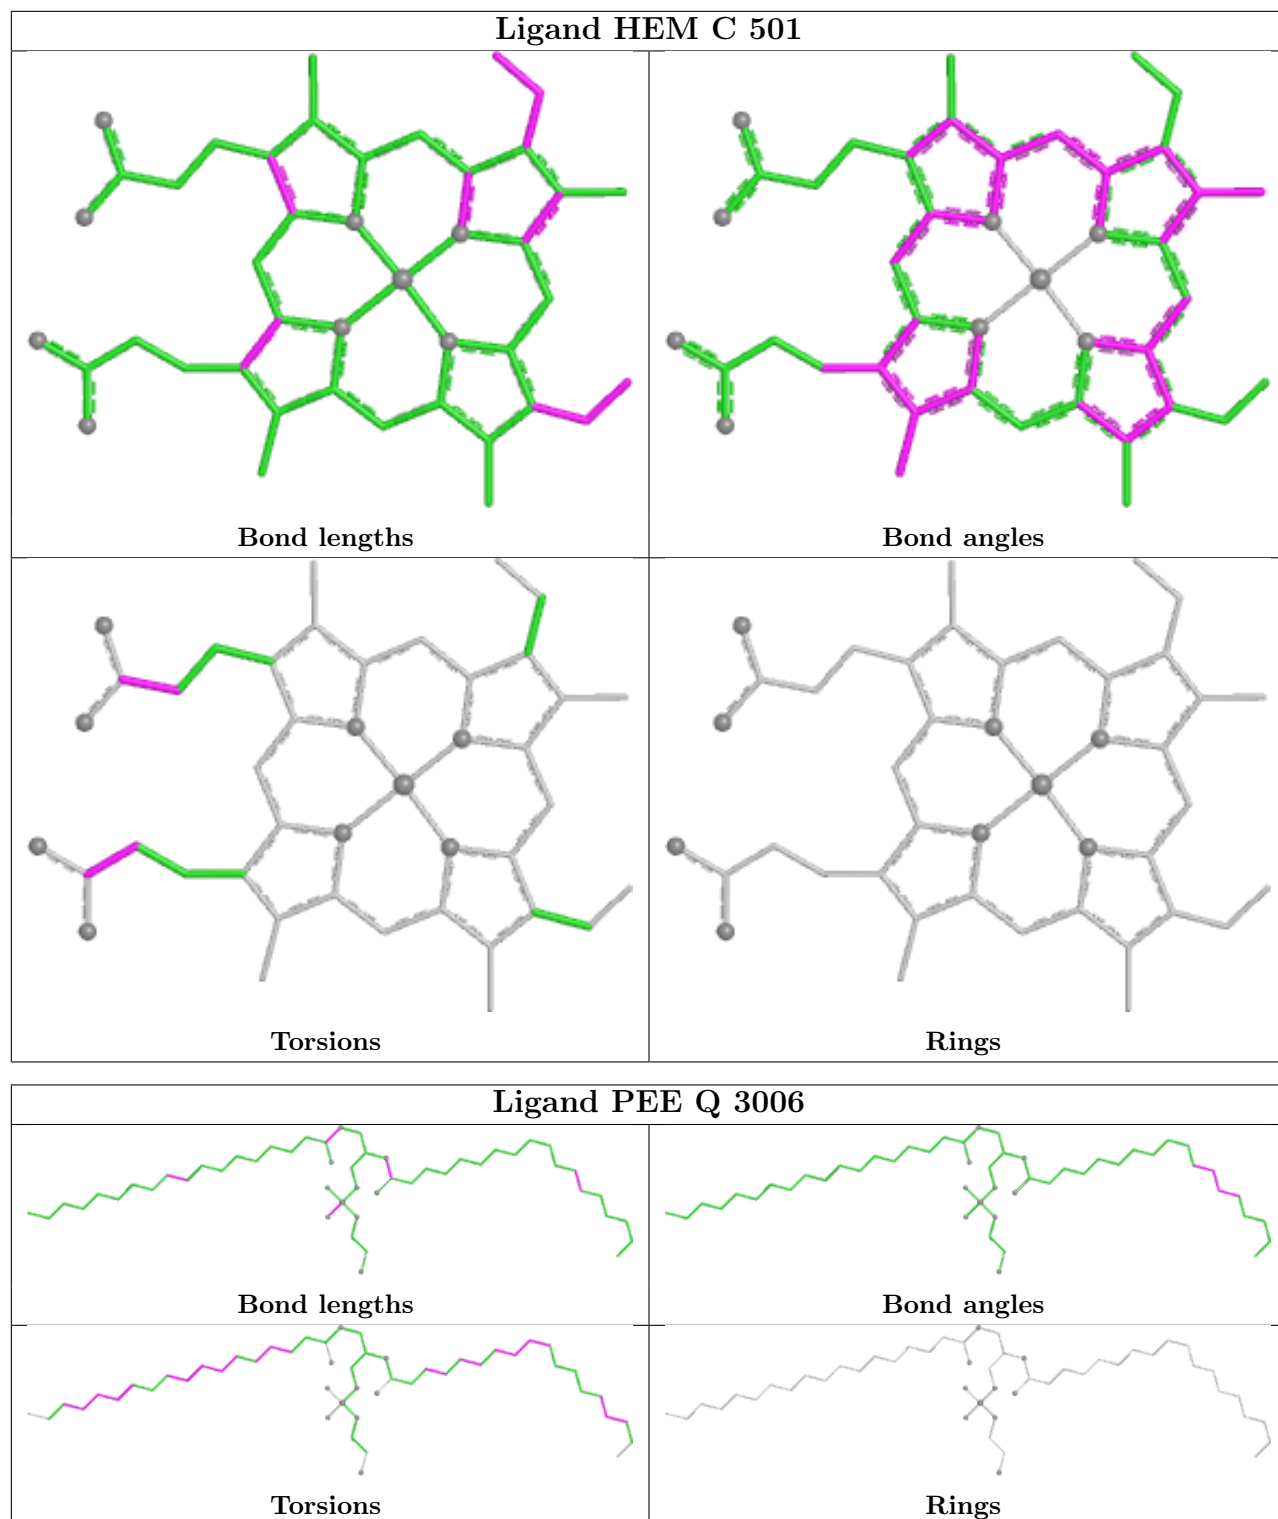 Ligand HEM C 501
Bond lengths
Bond angles
Torsions
Rings
Ligand PEE Q 3006
Bond lengths
Bond angles
Torsions
Rings